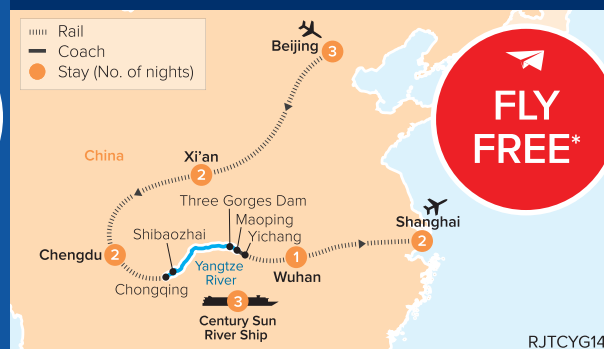 Rail
Coach
Stay (No. of nights)
Beijing
3
FLY
FREE*
China
Xi'an
2
Three Gorges Dam
Maoping
Shibaozhai
Yichang
Shanghai
2
Chengdu
2
Yangtze
River
1
Wuhan
Chongqing
3
Century Sun
River Ship
RJTCYG14